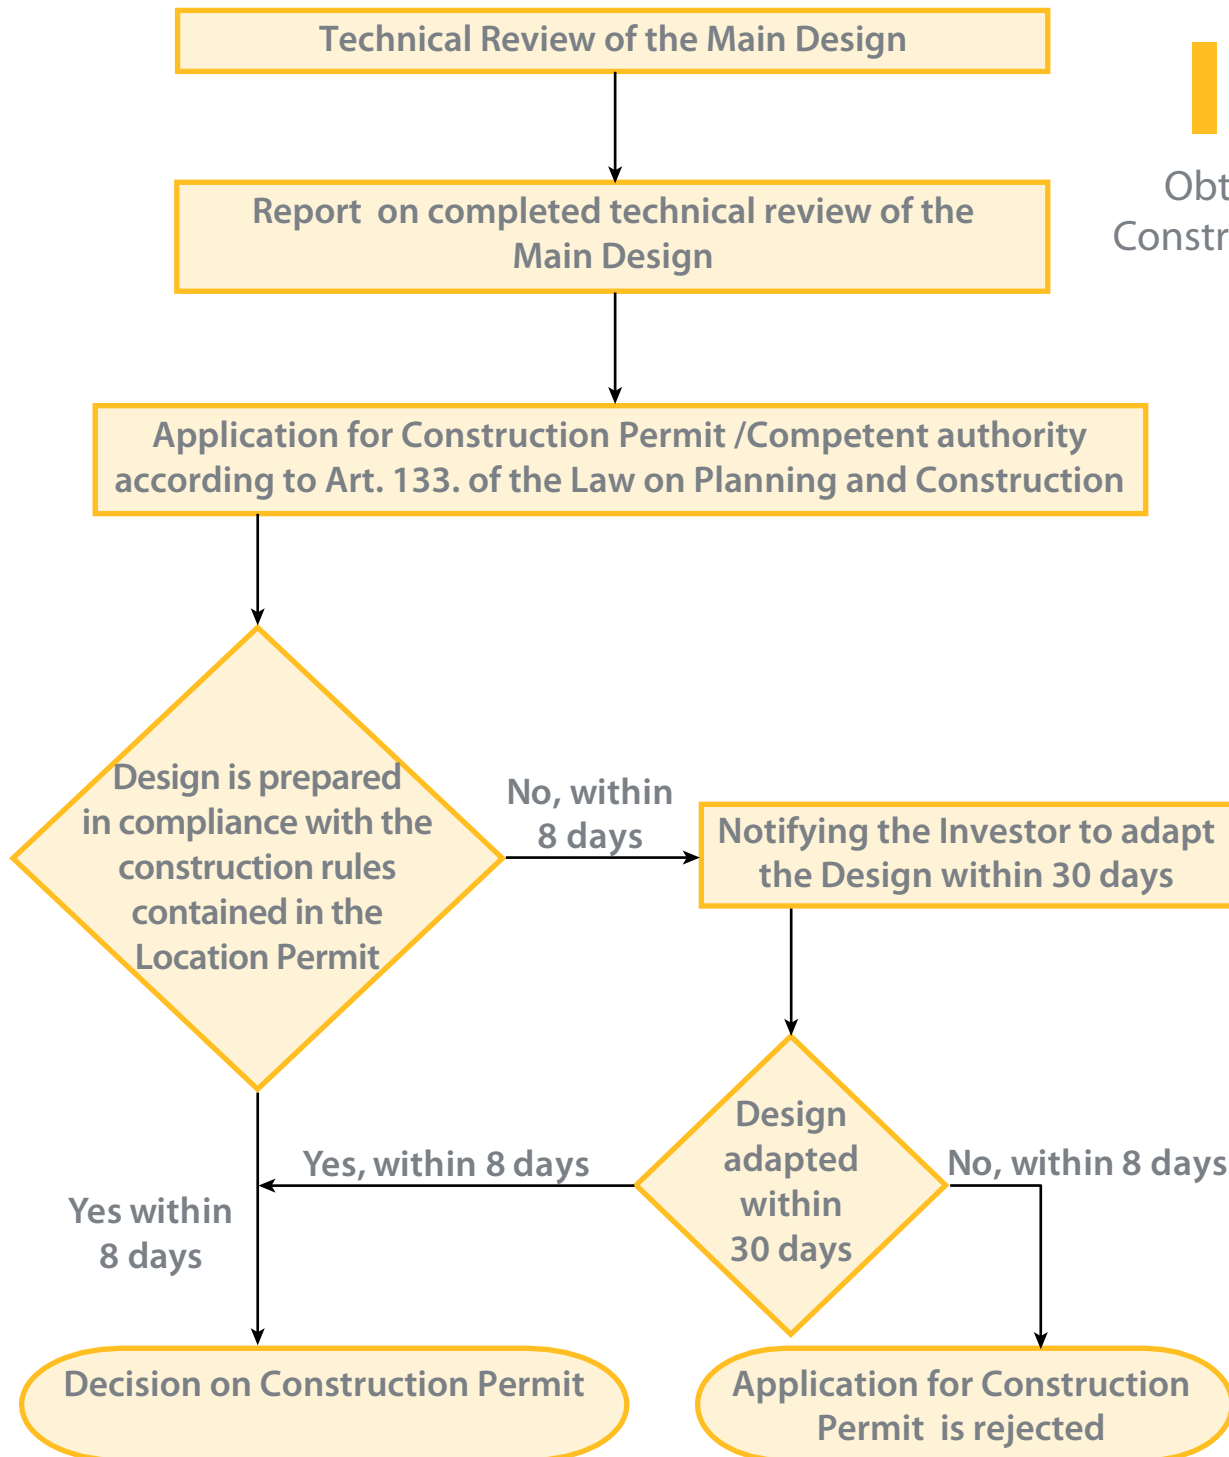 Technical Review of the Main Design
Obt
Report on completed technical review of the
Main Design
Constr
Application for Construction Permit /Competent authority
according to Art. 133. of the Law on Planning and Construction
Design is prepared
in compliance with the
construction rules
contained in the
Location Permit
No, within
8 days
Notifying the Investor to adapt
the Design within 30 days
Design
adapted
within
30 days
Yes, within 8 days
No, within 8 days
Yes within
8 days
Decision on Construction Permit
Application for Construction
Permit is rejected